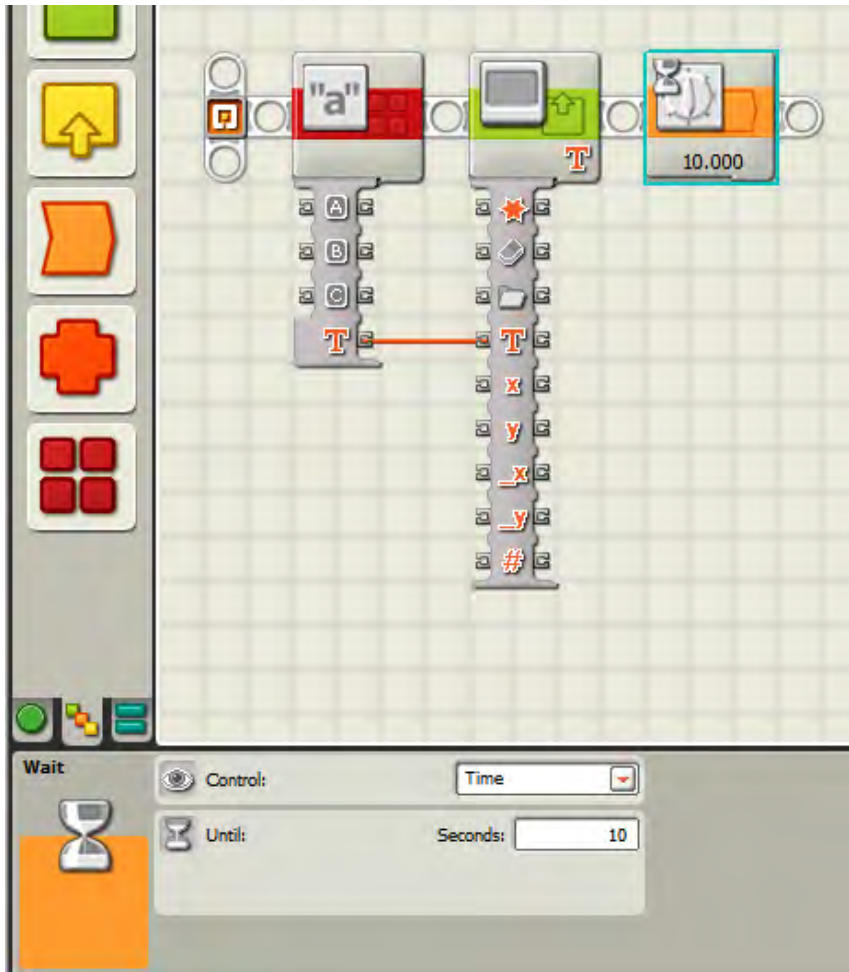 "a"
T
10.000
A
B
C
T
T
x
y
_x
_y
#
Wait
Control:
Time
Until:
Seconds:
10